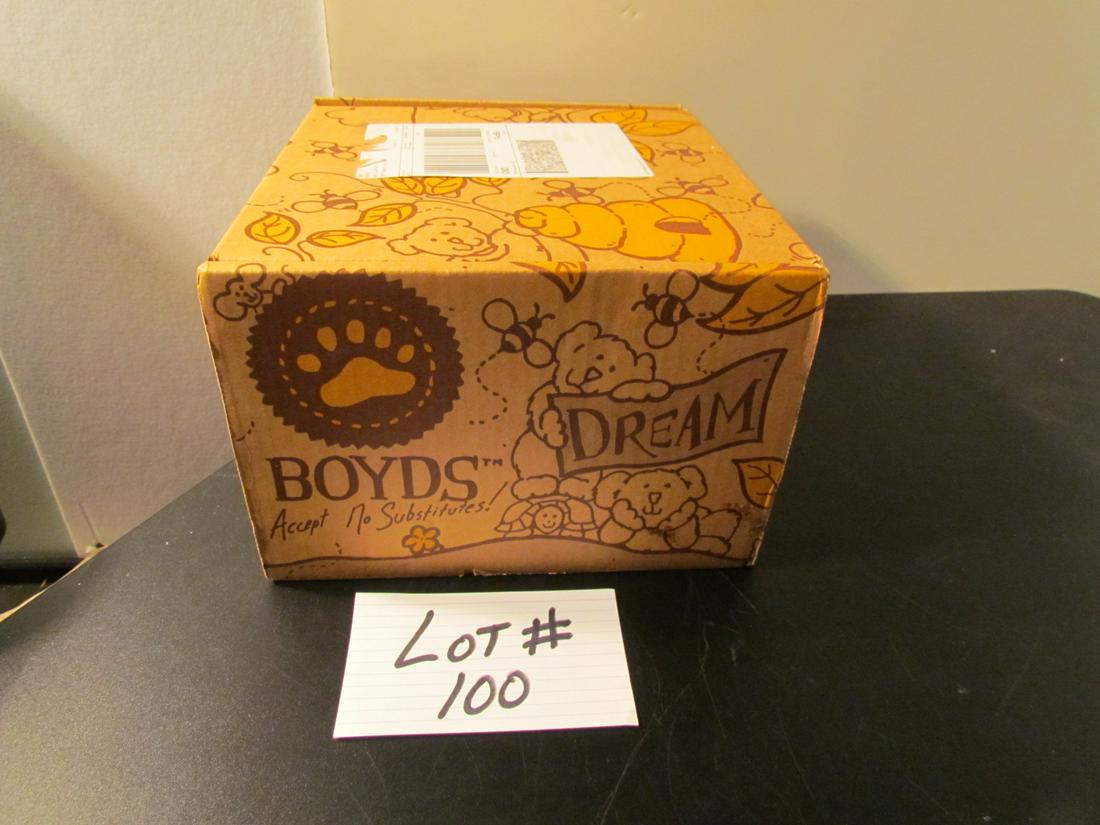 BOYDS™
Accept No Substitutes!
DREAM
LOT #
100